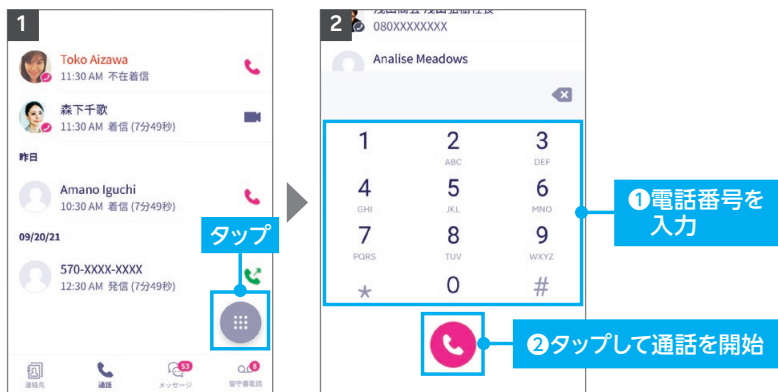 1
Toko Aizawa
11:30 AM 不在着信
森下千歌
11:30 AM 着信 (7分49秒)
昨日
Amano Iguchi
10:30 AM 着信 (7分49秒)
09/20/21
タップ
570-XXXX-XXXX
12:30 AM 発信 (7分49秒)
53
8
連絡先
通話
メッセージ
留守番電話
2
080XXXXXXXX
Analise Meadows
1 2 3
ABC DEF
4 5 6
GHI JKL MNO
7 8 9
PQRS TUV WXYZ
* 0 #
❶電話番号を
入力
❷タップして通話を開始